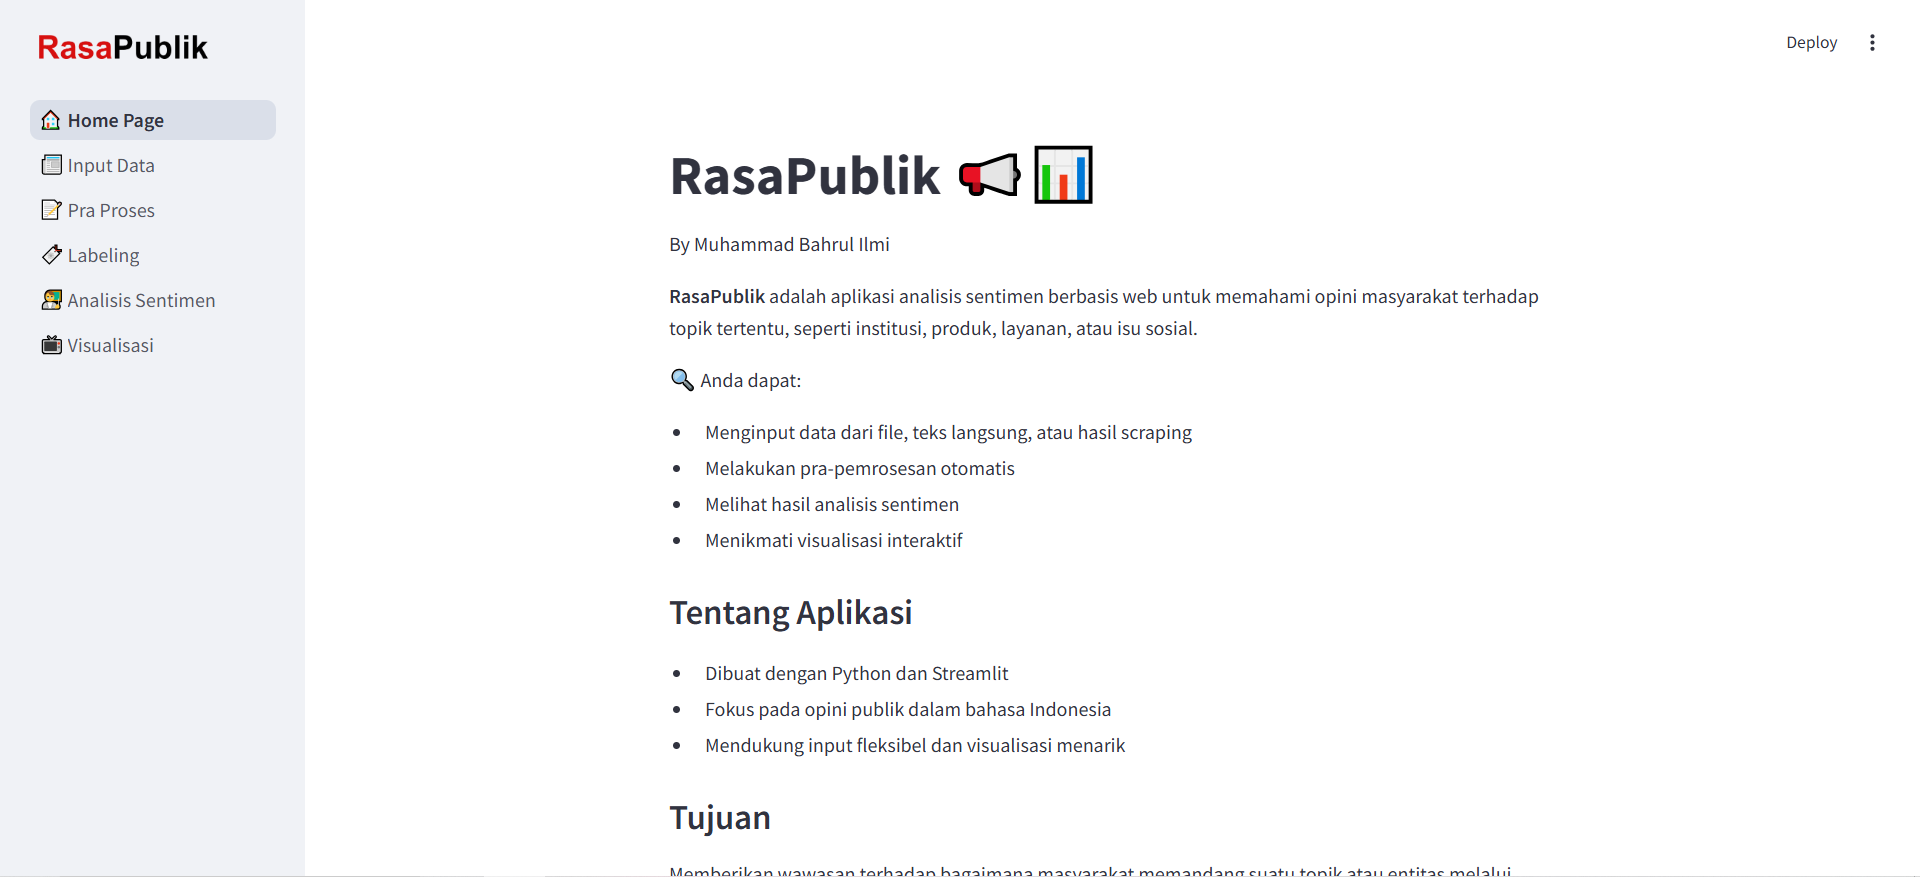 RasaPublik
Home Page
Input Data
Pra Proses
Labeling
Analisis Sentimen
Visualisasi
Deploy
RasaPublik
By Muhammad Bahrul Ilmi
RasaPublik adalah aplikasi analisis sentimen berbasis web untuk memahami opini masyarakat terhadap
topik tertentu, seperti institusi, produk, layanan, atau isu sosial.
Anda dapat:
Menginput data dari file, teks langsung, atau hasil scraping
Melakukan pra-pemrosesan otomatis
Melihat hasil analisis sentimen
Menikmati visualisasi interaktif
Tentang Aplikasi
Dibuat dengan Python dan Streamlit
Fokus pada opini publik dalam bahasa Indonesia
Mendukung input fleksibel dan visualisasi menarik
Tujuan
Memberikan wawasan terhadap bagaimana masyarakat memandang suatu topik atau entitas melalui